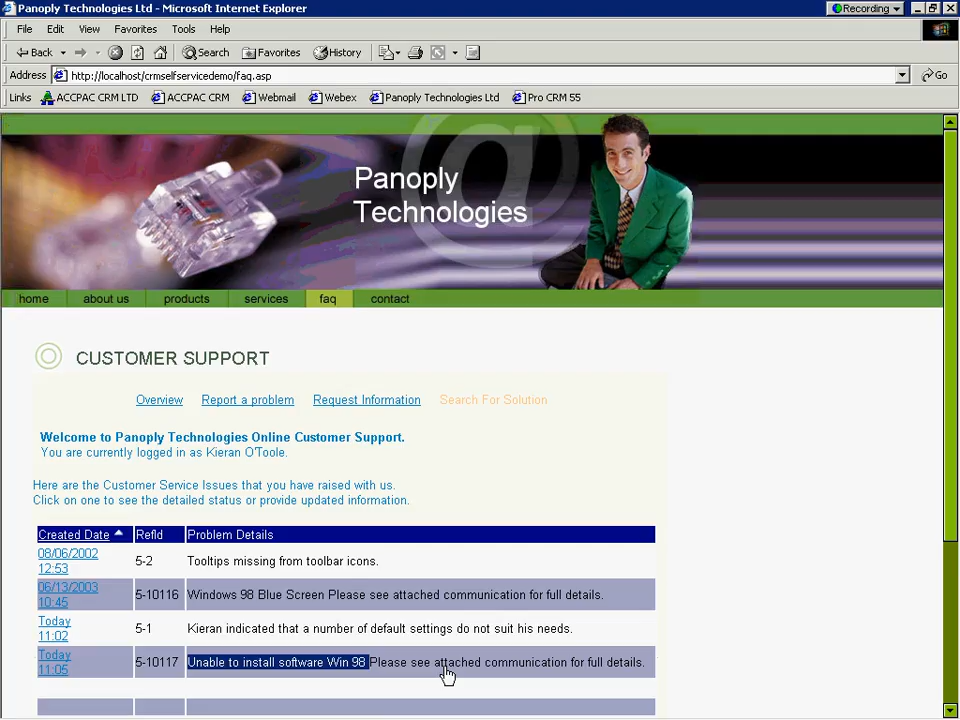 Panoply Technologies Ltd - Microsoft Internet Explorer
Recording
File Edit View Favorites Tools Help
Back Search Favorites History
Address http://localhost/crmselfservicedemo/faq.asp Go
Links ACCPAC CRM LTD ACCPAC CRM Webmail Webex Panoply Technologies Ltd Pro CRM 55
@
Panoply
Technologies
home about us products services faq contact
CUSTOMER SUPPORT
Overview Report a problem Request Information Search For Solution
Welcome to Panoply Technologies Online Customer Support.
You are currently logged in as Kieran O'Toole.
Here are the Customer Service Issues that you have raised with us.
Click on one to see the detailed status or provide updated information.
Created Date RefId Problem Details
08/06/2002
12:53 5-2 Tooltips missing from toolbar icons.
06/13/2003
10:45 5-10116 Windows 98 Blue Screen Please see attached communication for full details.
Today
11:02 5-1 Kieran indicated that a number of default settings do not suit his needs.
Today
11:05 5-10117 Unable to install software Win 98 Please see attached communication for full details.